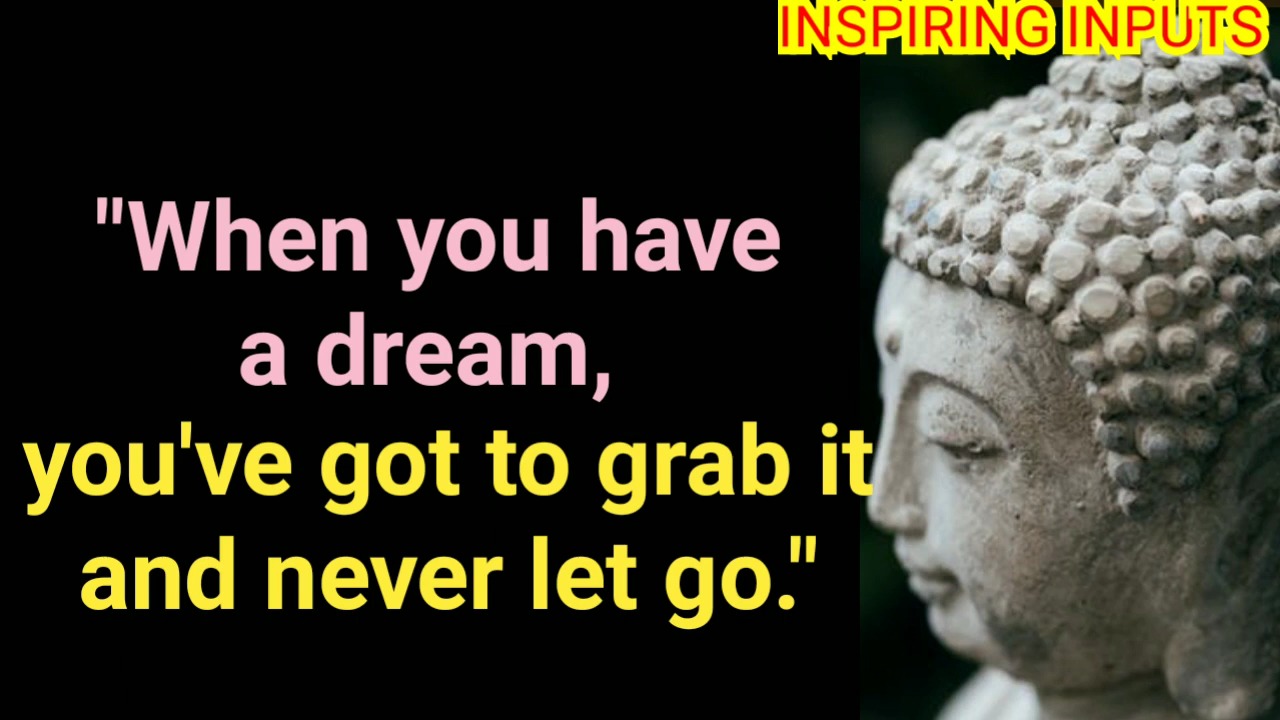 INSPIRING INPUTS
"When you have
a dream,
you've got to grab it
and never let go."